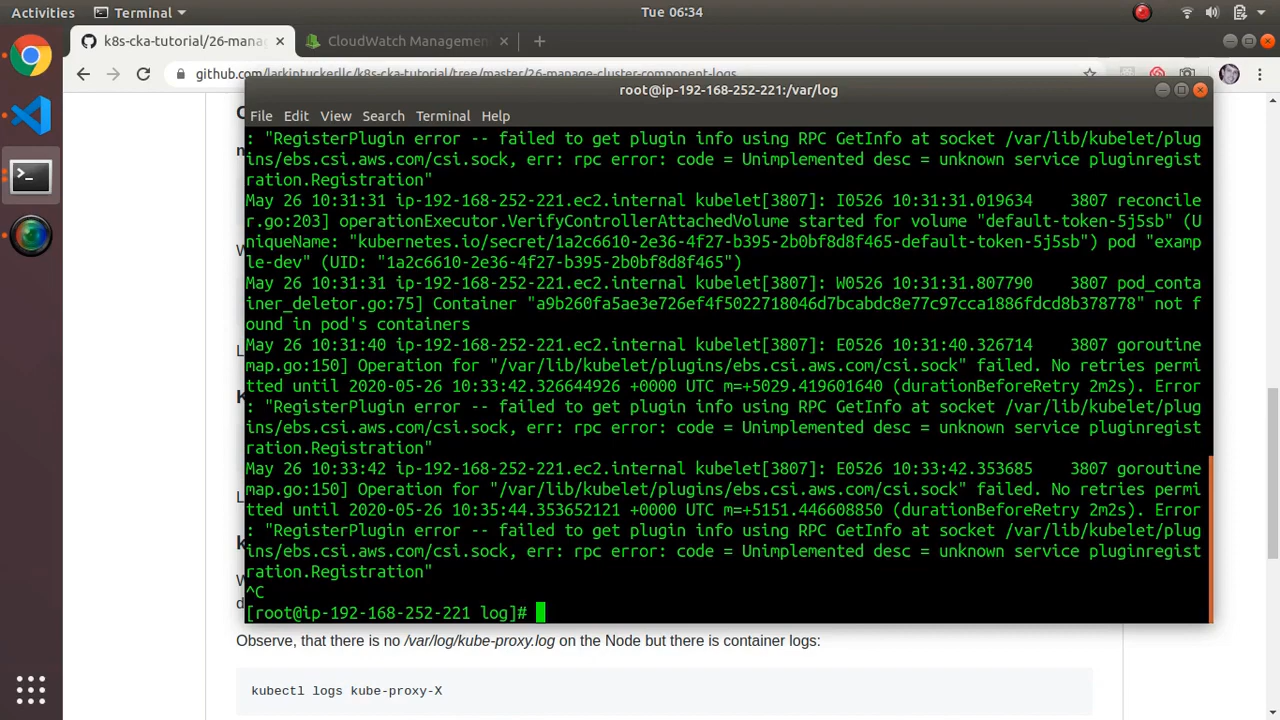 Activities
Terminal
Tue 06:34
k8s-cka-tutorial/26-mana
CloudWatch Managemen
github.com/larkintuckerllc/k8s-cka-tutorial/tree/master/26-manage-cluster-component-logs
root@ip-192-168-252-221:/var/log
File Edit View Search Terminal Help
: "RegisterPlugin error -- failed to get plugin info using RPC GetInfo at socket /var/lib/kubelet/plug
ins/ebs.csi.aws.com/csi.sock, err: rpc error: code = Unimplemented desc = unknown service pluginregist
ration.Registration"
May 26 10:31:31 ip-192-168-252-221.ec2.internal kubelet[3807]: I0526 10:31:31.019634    3807 reconcile
r.go:203] operationExecutor.VerifyControllerAttachedVolume started for volume "default-token-5j5sb" (U
niqueName: "kubernetes.io/secret/1a2c6610-2e36-4f27-b395-2b0bf8d8f465-default-token-5j5sb") pod "examp
le-dev" (UID: "1a2c6610-2e36-4f27-b395-2b0bf8d8f465")
May 26 10:31:31 ip-192-168-252-221.ec2.internal kubelet[3807]: W0526 10:31:31.807790    3807 pod_conta
iner_deletor.go:75] Container "a9b260fa5ae3e726ef4f5022718046d7bcabdc8e77c97cca1886fdcd8b378778" not f
ound in pod's containers
May 26 10:31:40 ip-192-168-252-221.ec2.internal kubelet[3807]: E0526 10:31:40.326714    3807 goroutine
map.go:150] Operation for "/var/lib/kubelet/plugins/ebs.csi.aws.com/csi.sock" failed. No retries permi
tted until 2020-05-26 10:33:42.326644926 +0000 UTC m=+5029.419601640 (durationBeforeRetry 2m2s). Error
: "RegisterPlugin error -- failed to get plugin info using RPC GetInfo at socket /var/lib/kubelet/plug
ins/ebs.csi.aws.com/csi.sock, err: rpc error: code = Unimplemented desc = unknown service pluginregist
ration.Registration"
May 26 10:33:42 ip-192-168-252-221.ec2.internal kubelet[3807]: E0526 10:33:42.353685    3807 goroutine
map.go:150] Operation for "/var/lib/kubelet/plugins/ebs.csi.aws.com/csi.sock" failed. No retries permi
tted until 2020-05-26 10:35:44.353652121 +0000 UTC m=+5151.446608850 (durationBeforeRetry 2m2s). Error
: "RegisterPlugin error -- failed to get plugin info using RPC GetInfo at socket /var/lib/kubelet/plug
ins/ebs.csi.aws.com/csi.sock, err: rpc error: code = Unimplemented desc = unknown service pluginregist
ration.Registration"
^C
[root@ip-192-168-252-221 log]#
Observe, that there is no /var/log/kube-proxy.log on the Node but there is container logs:
kubectl logs kube-proxy-X